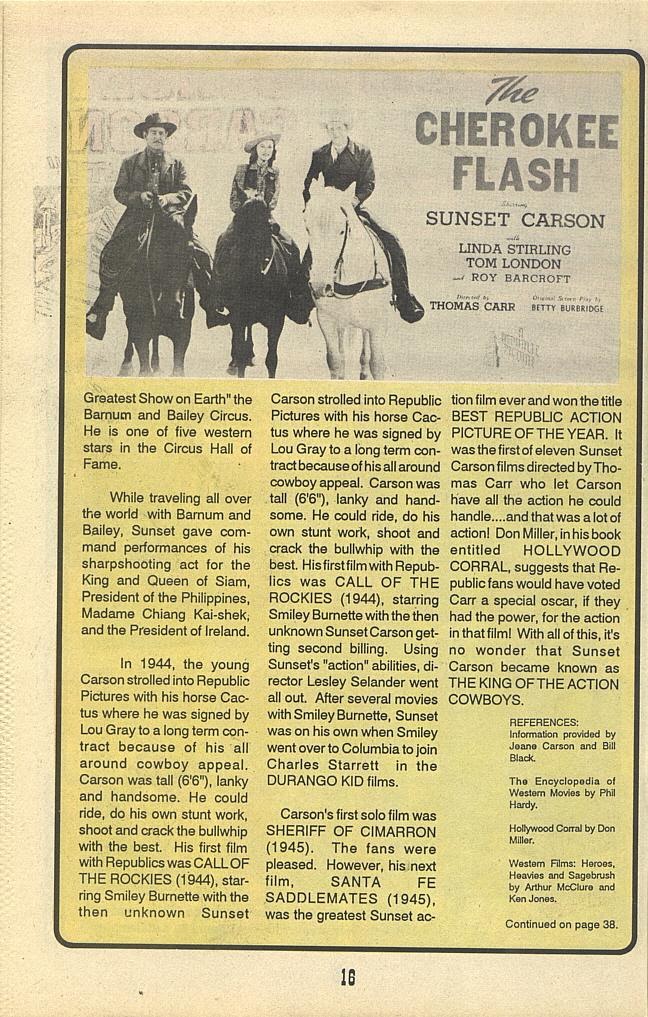 The
CHEROKEE
FLASH
Starring
SUNSET CARSON
with
LINDA STIRLING
TOM LONDON
and ROY BARCROFT
Directed by
THOMAS CARR
Original Screen Play by
BETTY BURBRIDGE
A
REPUBLIC
PICTURE
Greatest Show on Earth" the
Barnum and Bailey Circus.
He is one of five western
stars in the Circus Hall of
Fame.
While traveling all over
the world with Barnum and
Bailey, Sunset gave com-
mand performances of his
sharpshooting act for the
King and Queen of Siam,
President of the Philippines,
Madame Chiang Kai-shek,
and the President of Ireland.
In 1944, the young
Carson strolled into Republic
Pictures with his horse Cac-
tus where he was signed by
Lou Gray to a long term con-
tract because of his all
around cowboy appeal.
Carson was tall (6'6"), lanky
and handsome. He could
ride, do his own stunt work,
shoot and crack the bullwhip
with the best. His first film
with Republics was CALL OF
THE ROCKIES (1944), star-
ring Smiley Burnette with the
then unknown Sunset
Carson strolled into Republic
Pictures with his horse Cac-
tus where he was signed by
Lou Gray to a long term con-
tract because of his all around
cowboy appeal. Carson was
tall (6'6"), lanky and hand-
some. He could ride, do his
own stunt work, shoot and
crack the bullwhip with the
best. His first film with Repub-
lics was CALL OF THE
ROCKIES (1944), starring
Smiley Burnette with the then
unknown Sunset Carson get-
ting second billing. Using
Sunset's "action" abilities, di-
rector Lesley Selander went
all out. After several movies
with Smiley Burnette, Sunset
was on his own when Smiley
went over to Columbia to join
Charles Starrett in the
DURANGO KID films.
Carson's first solo film was
SHERIFF OF CIMARRON
(1945). The fans were
pleased. However, his next
film, SANTA FE
SADDLEMATES (1945),
was the greatest Sunset ac-
tion film ever and won the title
BEST REPUBLIC ACTION
PICTURE OF THE YEAR. It
was the first of eleven Sunset
Carson films directed by Tho-
mas Carr who let Carson
have all the action he could
handle....and that was a lot of
action! Don Miller, in his book
entitled HOLLYWOOD
CORRAL, suggests that Re-
public fans would have voted
Carr a special oscar, if they
had the power, for the action
in that film! With all of this, it's
no wonder that Sunset
Carson became known as
THE KING OF THE ACTION
COWBOYS.
REFERENCES:
Information provided by
Jeane Carson and Bill
Black.
The Encyclopedia of
Western Movies by Phil
Hardy.
Hollywood Corral by Don
Miller.
Western Films: Heroes,
Heavies and Sagebrush
by Arthur McClure and
Ken Jones.
Continued on page 38.
16